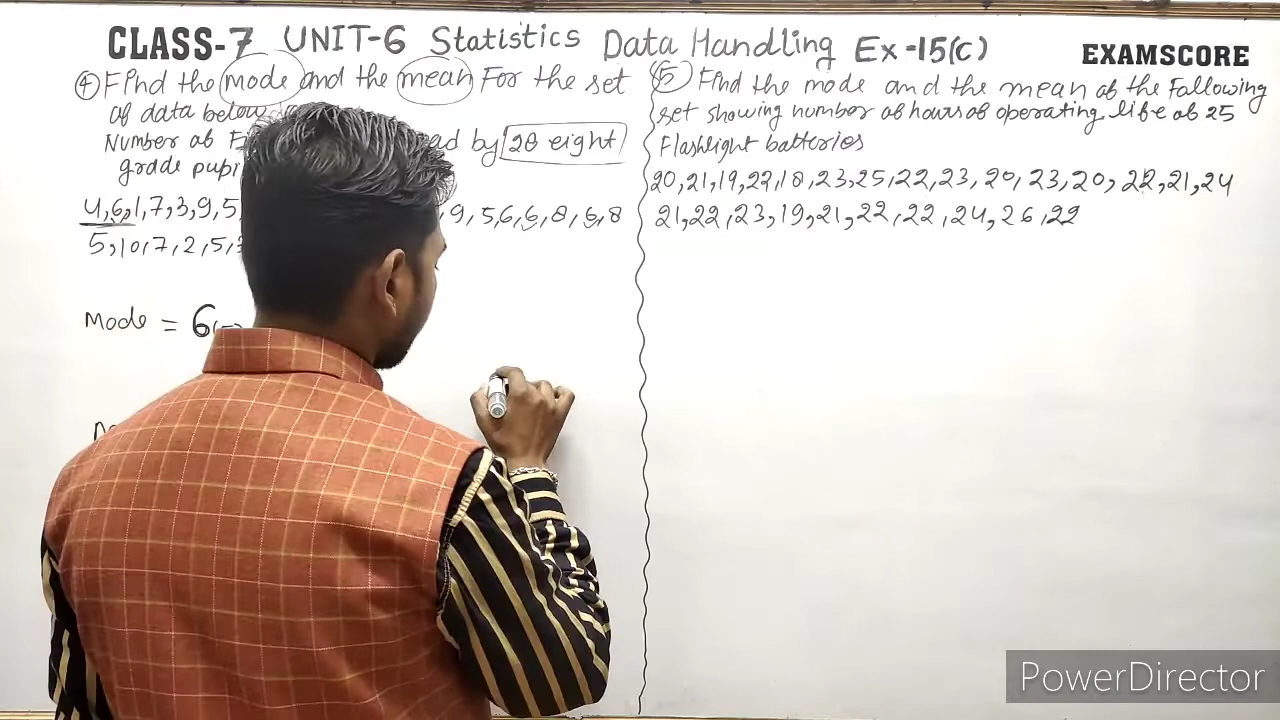 CLASS-7 UNIT-6 Statistics Data Handling Ex-15(C)
EXAMSCORE
④ Find the mode and the mean For the set
of data below
Number of by 28 eight
grade
4,6,1,7,3,9,5, 9,5,6,9,8,9,8
5,10,7,2,5,
Mode = 6
⑤ Find the mode and the mean of the Following
set showing number of hours of operating life of 25
Flashlight batteries
20,21,19,22,18,23,25,22,23,20,23,20,22,21,24
21,22,23,19,21,22,22,24,26,22
PowerDirector